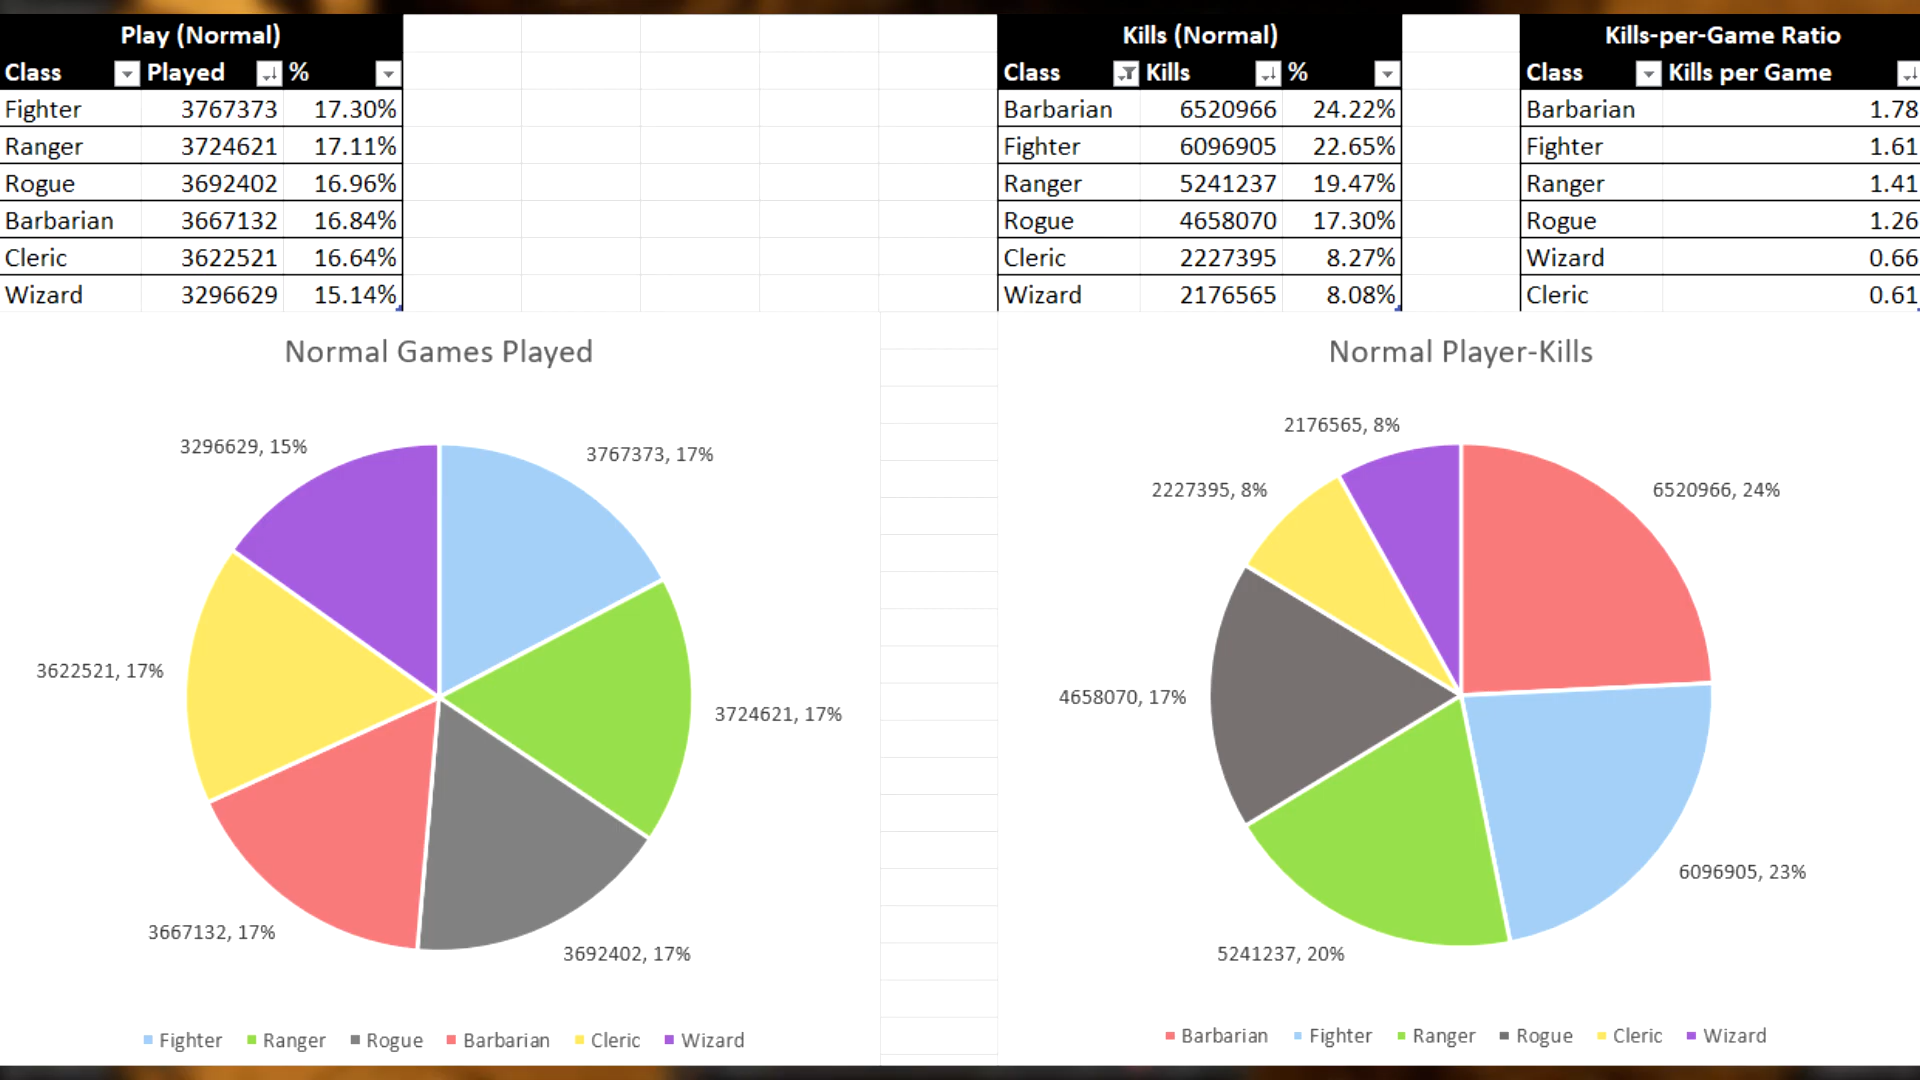 Play (Normal)
Class Played %
Fighter 3767373 17.30%
Ranger 3724621 17.11%
Rogue 3692402 16.96%
Barbarian 3667132 16.84%
Cleric 3622521 16.64%
Wizard 3296629 15.14%
Kills (Normal)
Class Kills %
Barbarian 6520966 24.22%
Fighter 6096905 22.65%
Ranger 5241237 19.47%
Rogue 4658070 17.30%
Cleric 2227395 8.27%
Wizard 2176565 8.08%
Kills-per-Game Ratio
Class Kills per Game
Barbarian 1.78
Fighter 1.61
Ranger 1.41
Rogue 1.26
Wizard 0.66
Cleric 0.61
Normal Games Played
3296629, 15%
3767373, 17%
3622521, 17%
3724621, 17%
3667132, 17%
3692402, 17%
Fighter Ranger Rogue Barbarian Cleric Wizard
Normal Player-Kills
2176565, 8%
2227395, 8%
6520966, 24%
4658070, 17%
6096905, 23%
5241237, 20%
Barbarian Fighter Ranger Rogue Cleric Wizard